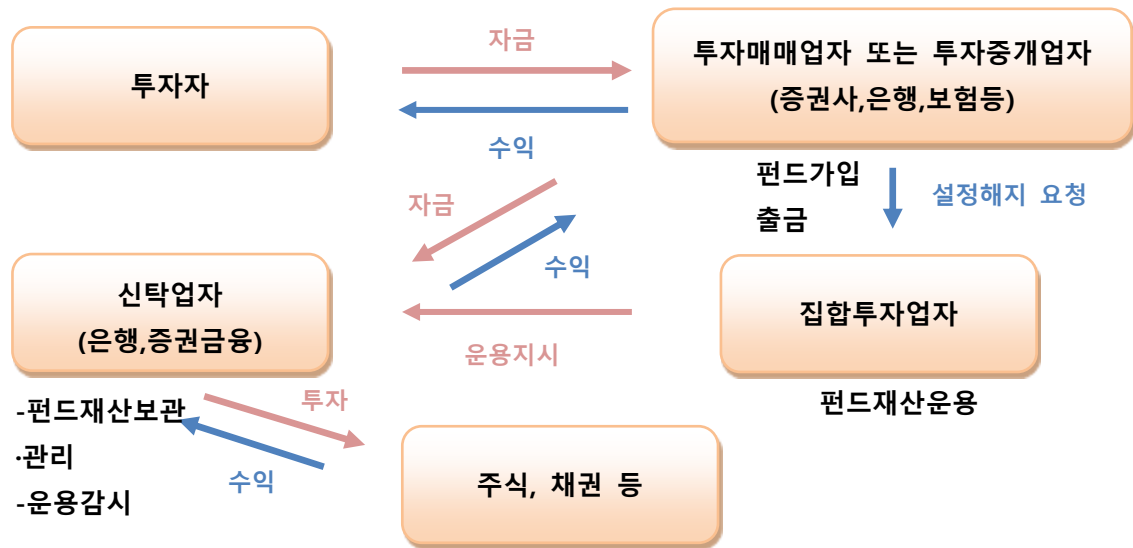 투자자
자금
수익
투자매매업자 또는 투자중개업자
(증권사,은행,보험등)
펀드가입
출금
설정해지 요청
자금
수익
신탁업자
(은행,증권금융)
운용지시
집합투자업자
펀드재산운용
-펀드재산보관
·관리
-운용감시
투자
수익
주식, 채권 등